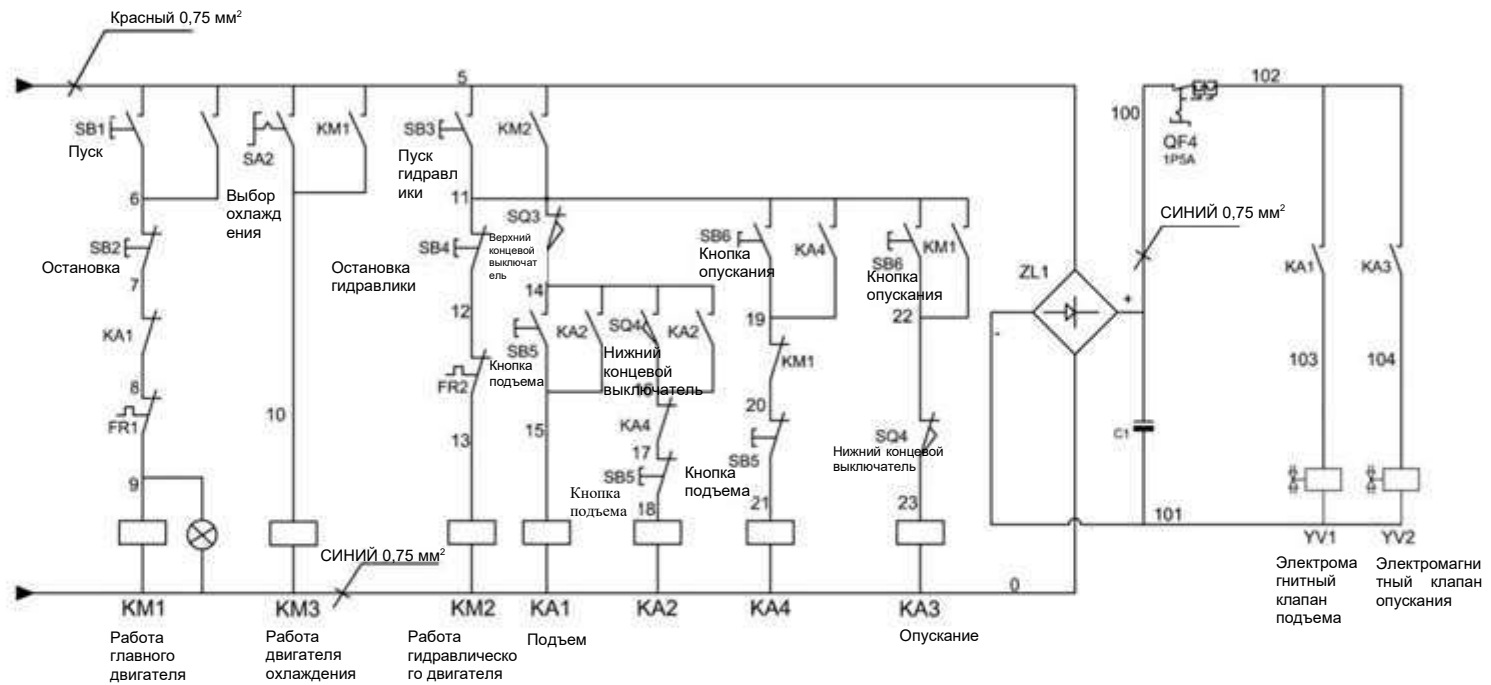 Красный 0,75 мм²
5
102
SB1
KM1
SB3
KM2
100
SA2
QF4
1P5A
Пуск
Пуск
гидравл
ики
Выбор
охлажд
ения
6
11
СИНИЙ 0,75 мм²
SQ3
SB2
SB4
Верхний
концевой
выключат
ель
SB6
KA4
KM1
SB6
Остановка
Остановка
гидравлики
Кнопка
опускания
Кнопка
опускания
ZL1
KA1
KA3
7
14
+
-
12
19
22
KA1
SB5
KA2
SQ4
KA2
Нижний
концевой
выключатель
KM1
103
104
8
FR2
Кнопка
подъема
16
20
FR1
10
13
15
KA4
SB5
SQ4
C1
17
Нижний концевой
выключатель
9
SB5
Кнопка
подъема
Кнопка
подъема
18
21
23
101
YV1
YV2
СИНИЙ 0,75 мм²
0
Электрома
гнитный
клапан
подъема
Электромагни
тный клапан
опускания
KM1
KM3
KM2
KA1
KA2
KA4
KA3
Работа
главного
двигателя
Работа
двигателя
охлаждения
Работа
гидравлическо
го двигателя
Подъем
Опускание